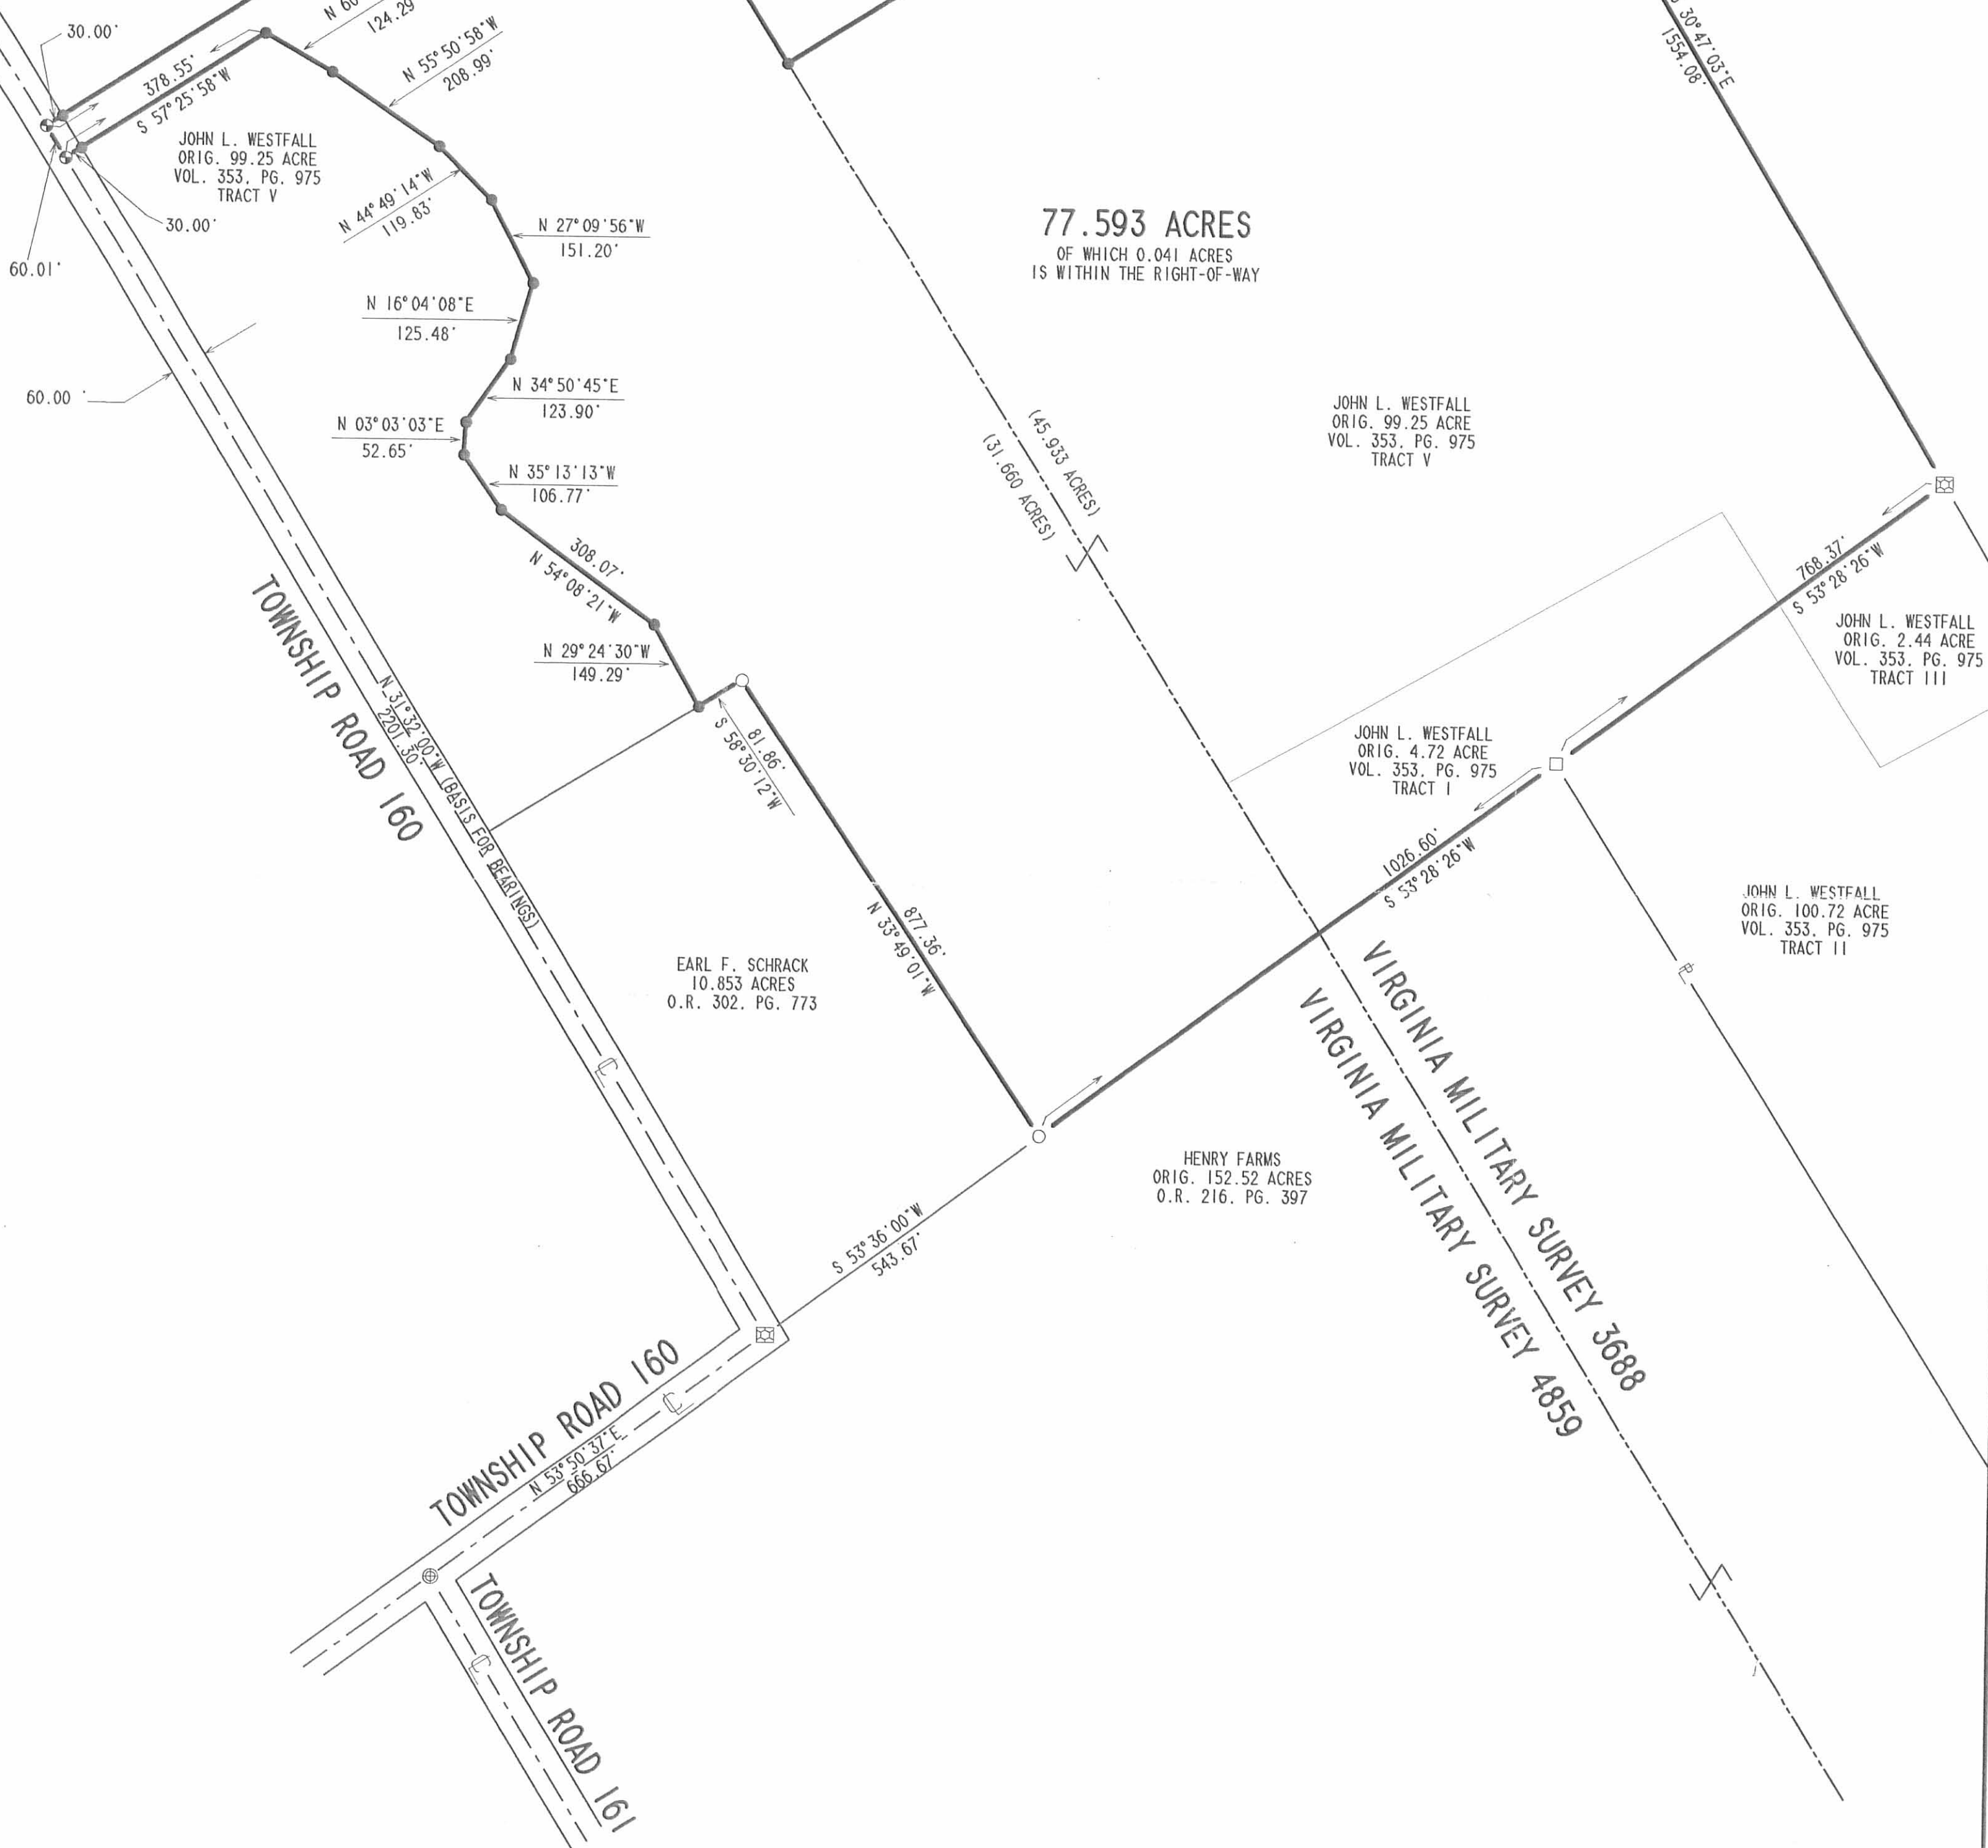 30.00'
124.29
378.55'
S 57°25'58"W
N 55°50'58"W
208.99'
30°47'03"E
1554.08'
JOHN L. WESTFALL
ORIG. 99.25 ACRE
VOL. 353, PG. 975
TRACT V
30.00'
60.01'
N 44°49'14"W
119.83'
N 27°09'56"W
151.20'
77.593 ACRES
OF WHICH 0.041 ACRES
IS WITHIN THE RIGHT-OF-WAY
N 16°04'08"E
125.48'
60.00 '
N 34°50'45"E
123.90'
N 03°03'03"E
52.65'
N 35°13'13"W
106.77'
(45.933 ACRES)
(31.660 ACRES)
JOHN L. WESTFALL
ORIG. 99.25 ACRE
VOL. 353, PG. 975
TRACT V
308.07'
N 54°08'21"W
N 29°24'30"W
149.29'
768.37'
S 53°28'26"W
JOHN L. WESTFALL
ORIG. 2.44 ACRE
VOL. 353, PG. 975
TRACT III
TOWNSHIP ROAD 160
N 31°32'00"W (BASIS FOR BEARINGS)
2201.30'
81.86'
S 58°30'12"W
JOHN L. WESTFALL
ORIG. 4.72 ACRE
VOL. 353, PG. 975
TRACT I
1026.60'
S 53°28'26"W
877.36'
N 33°49'01"W
JOHN L. WESTFALL
ORIG. 100.72 ACRE
VOL. 353, PG. 975
TRACT II
EARL F. SCHRACK
10.853 ACRES
O.R. 302, PG. 773
VIRGINIA MILITARY SURVEY 3688
VIRGINIA MILITARY SURVEY 4859
HENRY FARMS
ORIG. 152.52 ACRES
O.R. 216, PG. 397
S 53°36'00"W
543.67'
TOWNSHIP ROAD 160
N 53°50'37"E
666.67'
TOWNSHIP ROAD 161